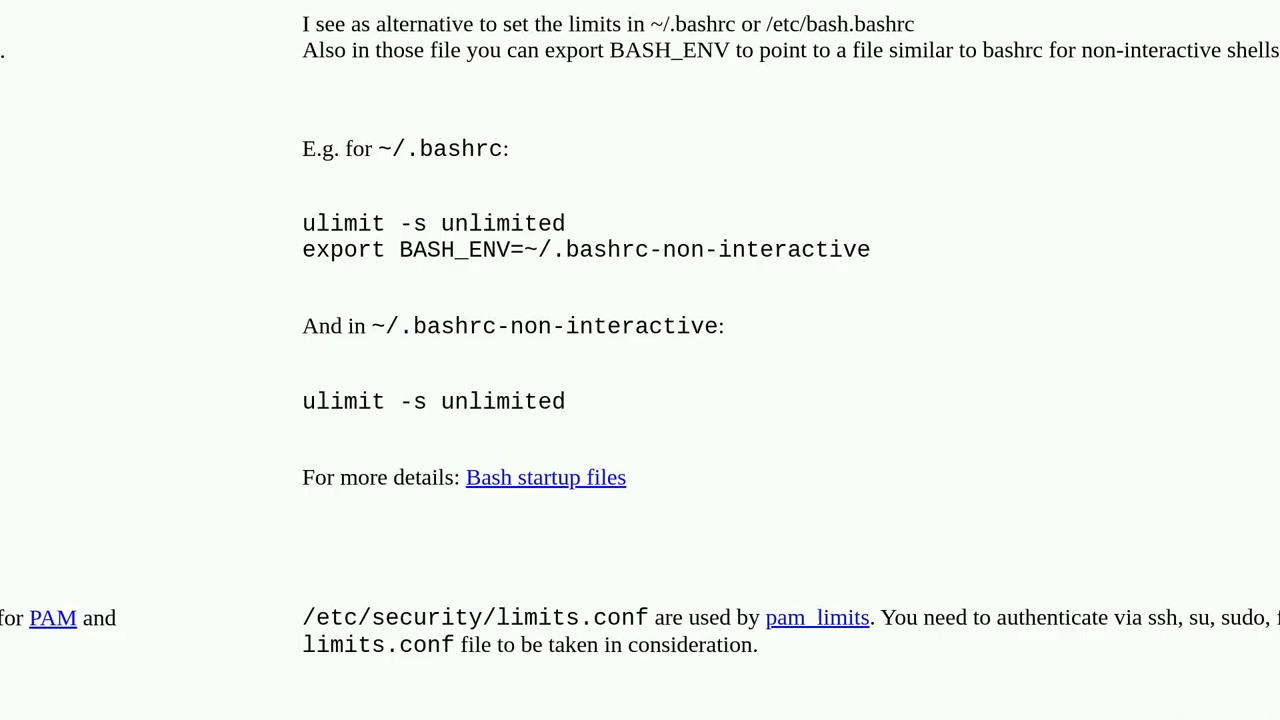 I see as alternative to set the limits in ~/.bashrc or /etc/bash.bashrc
.
Also in those file you can export BASH_ENV to point to a file similar to bashrc for non-interactive shells
E.g. for ~/.bashrc:
ulimit -s unlimited
export BASH_ENV=~/.bashrc-non-interactive
And in ~/.bashrc-non-interactive:
ulimit -s unlimited
For more details: Bash startup files
for PAM and
/etc/security/limits.conf are used by pam_limits. You need to authenticate via ssh, su, sudo,
limits.conf file to be taken in consideration.